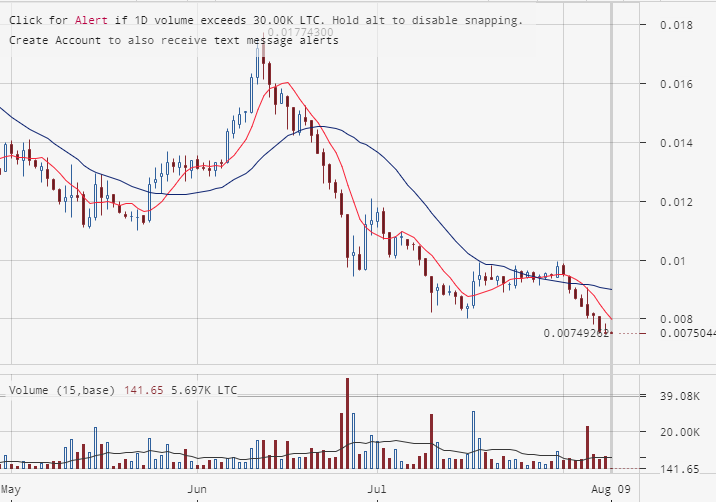 Click for Alert if 1D volume exceeds 30.00K LTC. Hold alt to disable snapping.
0.01774300
Create Account to also receive text message alerts
0.018
0.016
0.014
0.012
0.01
0.008
0.00749262
0.0075044
Volume (15,base) 141.65 5.697K LTC
39.08K
20.00K
141.65
May
Jun
Jul
Aug 09